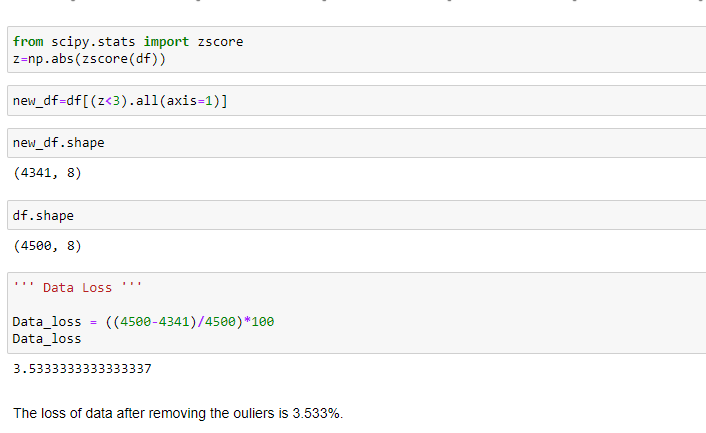 from scipy.stats import zscore
z=np.abs(zscore(df))
new_df=df[(z<3).all(axis=1)]
new_df.shape
(4341, 8)
df.shape
(4500, 8)
''' Data Loss '''
Data_loss = ((4500-4341)/4500)*100
Data_loss
3.5333333333333337
The loss of data after removing the ouliers is 3.533%.